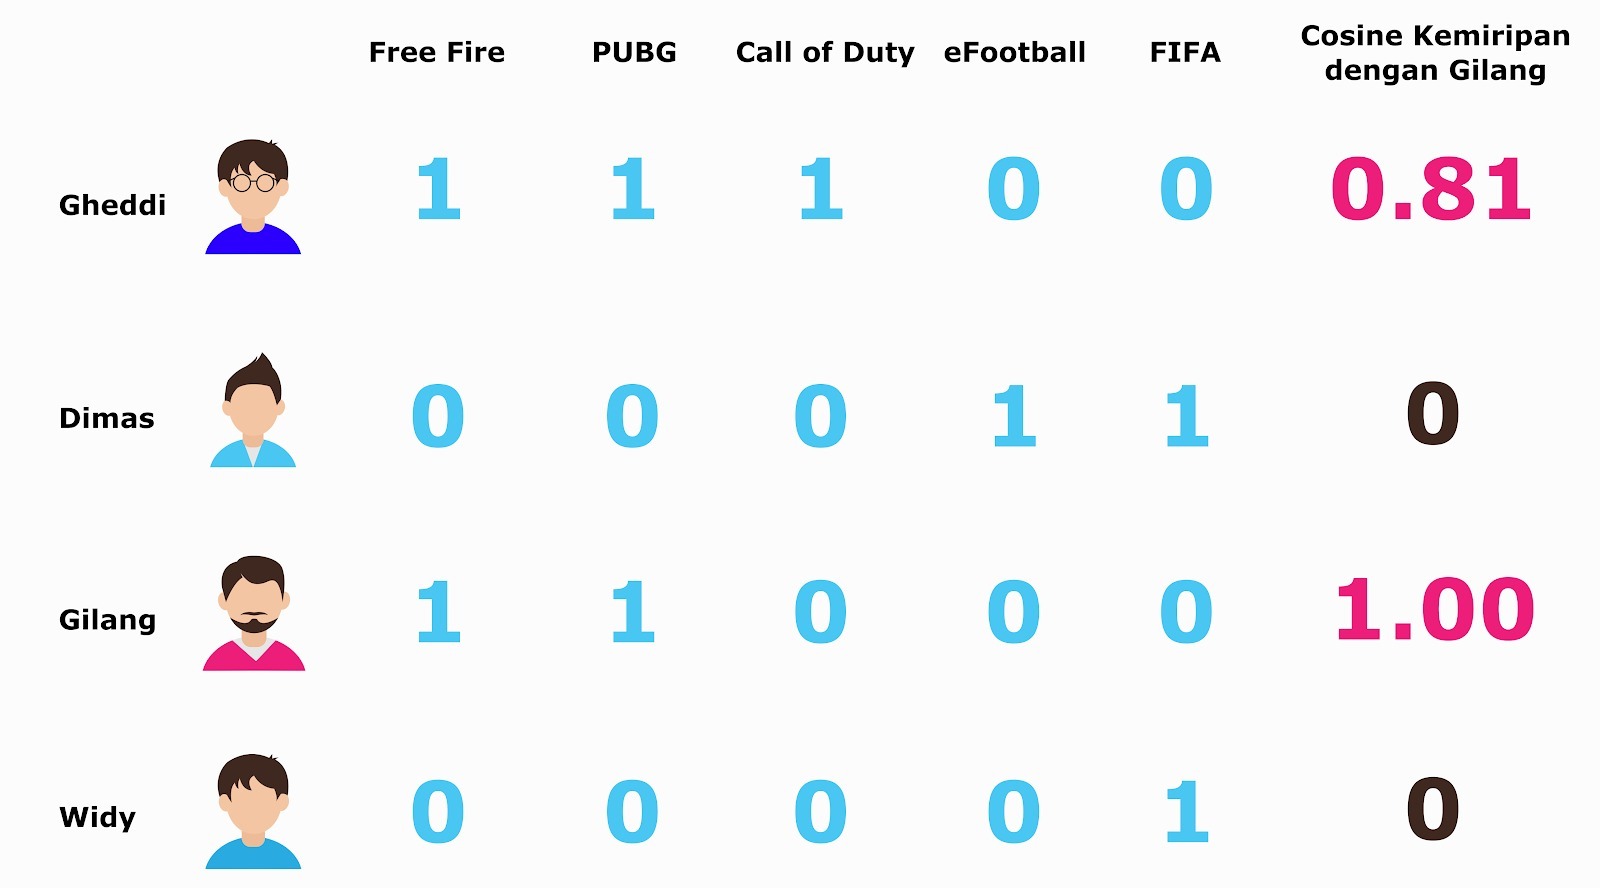 Free Fire PUBG Call of Duty eFootball FIFA Cosine Kemiripan
dengan Gilang
Gheddi 1 1 1 0 0 0.81
Dimas 0 0 0 1 1 0
Gilang 1 1 0 0 0 1.00
Widy 0 0 0 0 1 0